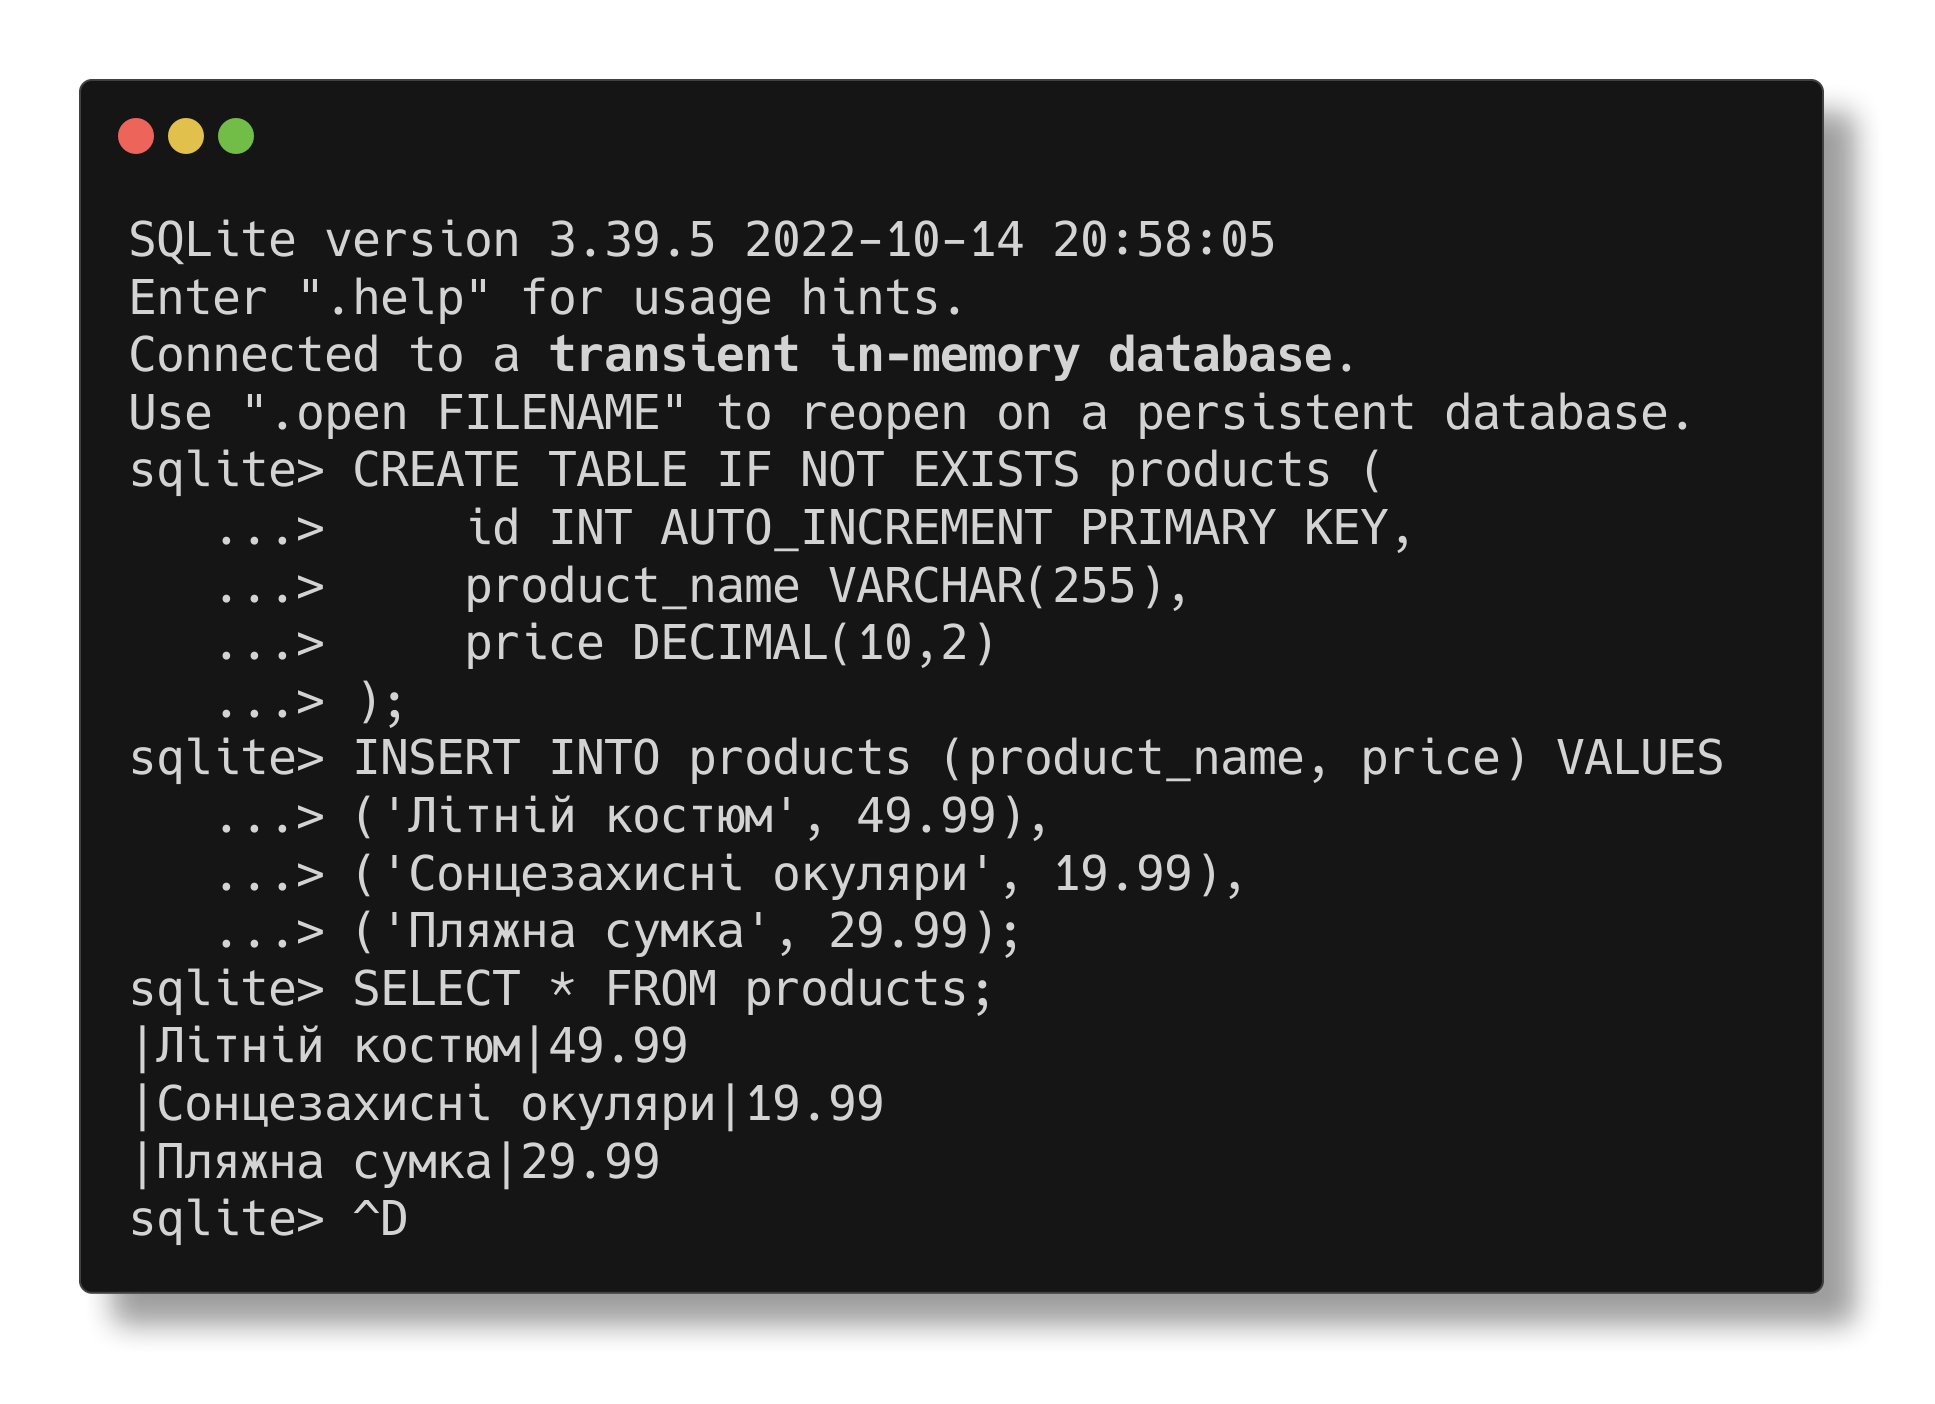 SQLite version 3.39.5 2022-10-14 20:58:05
Enter ".help" for usage hints.
Connected to a transient in-memory database.
Use ".open FILENAME" to reopen on a persistent database.
sqlite> CREATE TABLE IF NOT EXISTS products (
   ...>     id INT AUTO_INCREMENT PRIMARY KEY,
   ...>     product_name VARCHAR(255),
   ...>     price DECIMAL(10,2)
   ...> );
sqlite> INSERT INTO products (product_name, price) VALUES
   ...> ('Літній костюм', 49.99),
   ...> ('Сонцезахисні окуляри', 19.99),
   ...> ('Пляжна сумка', 29.99);
sqlite> SELECT * FROM products;
|Літній костюм|49.99
|Сонцезахисні окуляри|19.99
|Пляжна сумка|29.99
sqlite> ^D